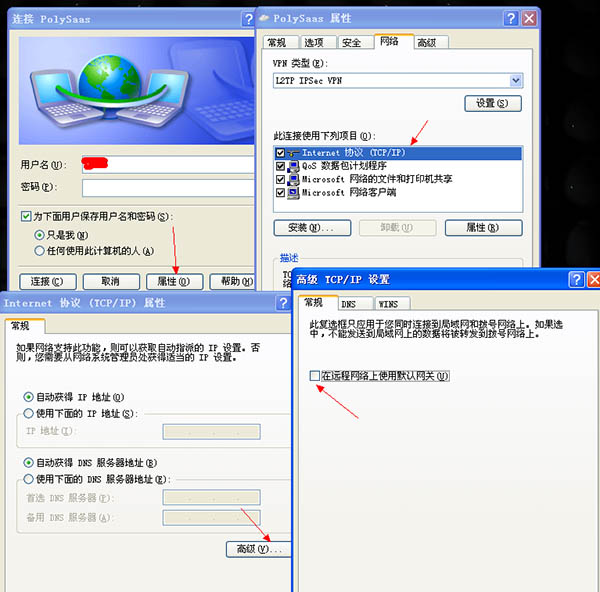 连接 PolySaas
用户名(U):
密码(P):
为下面用户保存用户名和密码(S):
只是我(N)
任何使用此计算机的人(A)
连接(C)
取消
属性(O)
帮助(H)
PolySaas 属性
常规
选项
安全
网络
高级
VPN 类型(E):
L2TP IPSec VPN
设置(S)
此连接使用下列项目(O):
Internet 协议 (TCP/IP)
QoS 数据包计划程序
Microsoft 网络的文件和打印机共享
Microsoft 网络客户端
安装(N)...
卸载(U)
属性(R)
描述
Internet 协议 (TCP/IP) 属性
常规
如果网络支持此功能，则可以获取自动指派的 IP 设置。否
则，您需要从网络系统管理员处获得适当的 IP 设置。
自动获得 IP 地址(O)
使用下面的 IP 地址(S):
IP 地址(I):
自动获得 DNS 服务器地址(B)
使用下面的 DNS 服务器地址(E):
首选 DNS 服务器(P):
备用 DNS 服务器(A):
高级(V)...
高级 TCP/IP 设置
常规
DNS
WINS
此复选框只应用于您同时连接到局域网和拨号网络上。如果选
中，不能发送到局域网上的数据将被转发到拨号网络上。
在远程网络上使用默认网关(U)